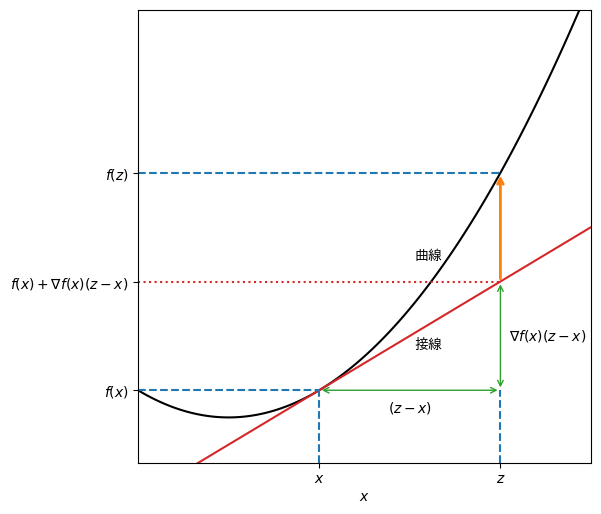 f(z)
曲線
f(x) + ∇f(x)(z − x)
∇f(x)(z − x)
接線
f(x)
(z − x)
x
z
x